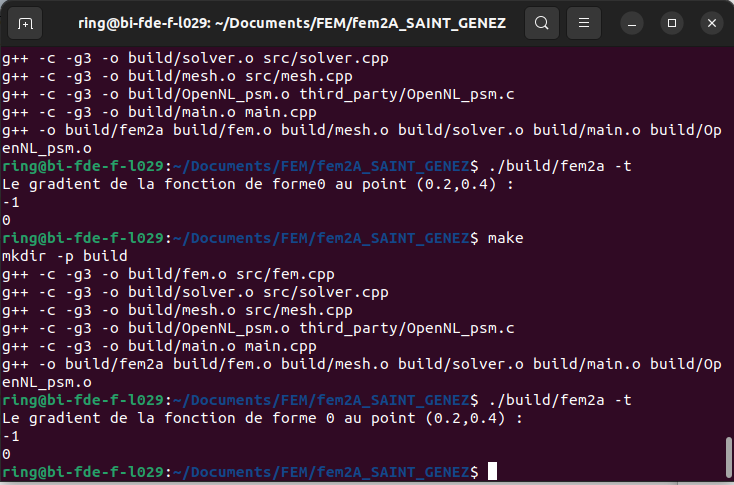 ring@bi-fde-f-l029: ~/Documents/FEM/fem2A_SAINT_GENEZ
g++ -c -g3 -o build/solver.o src/solver.cpp
g++ -c -g3 -o build/mesh.o src/mesh.cpp
g++ -c -g3 -o build/OpenNL_psm.o third_party/OpenNL_psm.c
g++ -c -g3 -o build/main.o main.cpp
g++ -o build/fem2a build/fem.o build/mesh.o build/solver.o build/main.o build/Op
enNL_psm.o
ring@bi-fde-f-l029:~/Documents/FEM/fem2A_SAINT_GENEZ$ ./build/fem2a -t
Le gradient de la fonction de forme0 au point (0.2,0.4) :
-1
0
ring@bi-fde-f-l029:~/Documents/FEM/fem2A_SAINT_GENEZ$ make
mkdir -p build
g++ -c -g3 -o build/fem.o src/fem.cpp
g++ -c -g3 -o build/solver.o src/solver.cpp
g++ -c -g3 -o build/mesh.o src/mesh.cpp
g++ -c -g3 -o build/OpenNL_psm.o third_party/OpenNL_psm.c
g++ -c -g3 -o build/main.o main.cpp
g++ -o build/fem2a build/fem.o build/mesh.o build/solver.o build/main.o build/Op
enNL_psm.o
ring@bi-fde-f-l029:~/Documents/FEM/fem2A_SAINT_GENEZ$ ./build/fem2a -t
Le gradient de la fonction de forme 0 au point (0.2,0.4) :
-1
0
ring@bi-fde-f-l029:~/Documents/FEM/fem2A_SAINT_GENEZ$